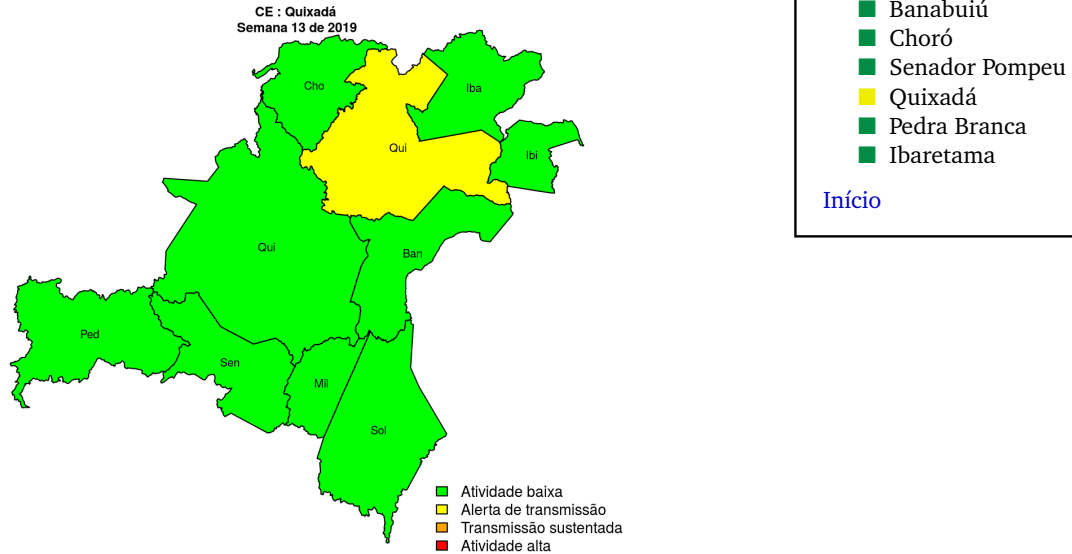 CE : Quixadá
Semana 13 de 2019
Cho
Iba
Qui
Ibi
Qui
Ban
Ped
Sen
Mil
Sol
Atividade baixa
Alerta de transmissão
Transmissão sustentada
Atividade alta
Banabuiú
Choró
Senador Pompeu
Quixadá
Pedra Branca
Ibaretama
Início